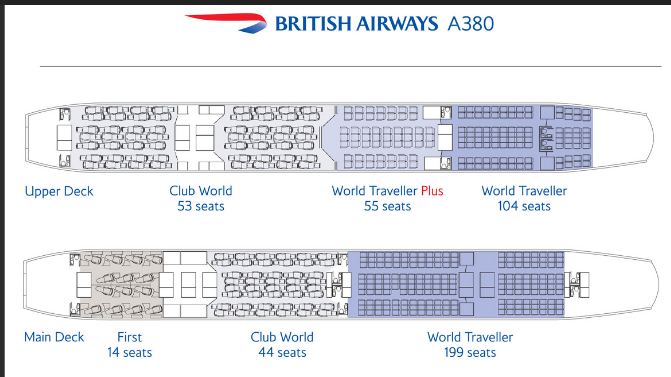 BRITISH AIRWAYS A380
Upper Deck
Club World
53 seats
World Traveller Plus
55 seats
World Traveller
104 seats
Main Deck
First
14 seats
Club World
44 seats
World Traveller
199 seats